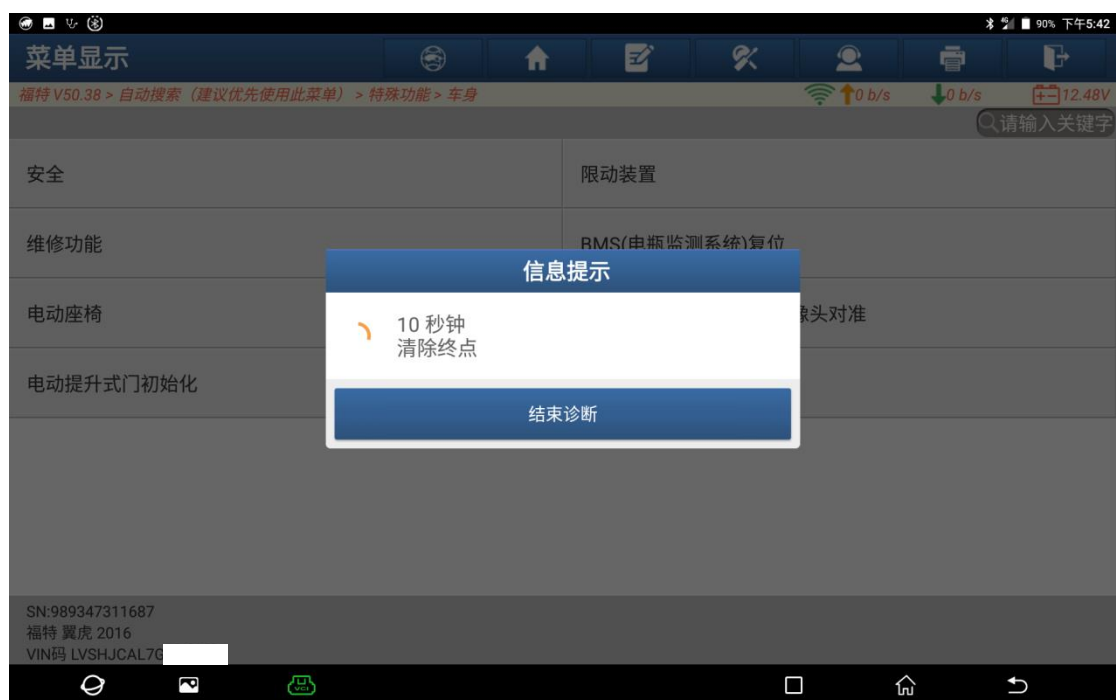 90% 下午5:42
菜单显示
福特 V50.38 > 自动搜索（建议优先使用此菜单） > 特殊功能 > 车身
0 b/s
0 b/s
12.48V
请输入关键字
安全
限动装置
维修功能
BMS(电瓶监测系统)复位
信息提示
电动座椅
10 秒钟
清除终点
头对准
电动提升式门初始化
结束诊断
SN:989347311687
福特 翼虎 2016
VIN码 LVSHJCAL7G
VCI